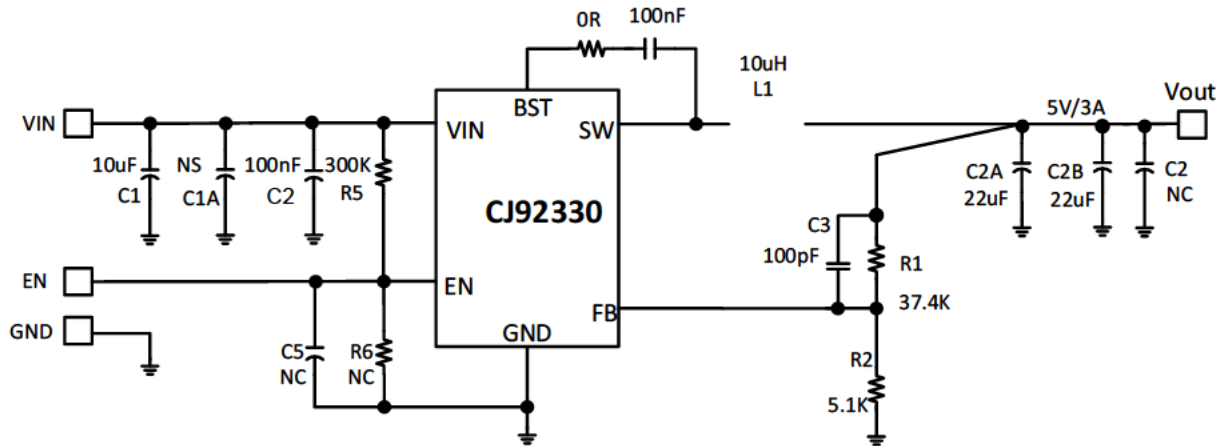 0R
100nF
10uH
L1
VIN
BST
VIN
SW
5V/3A
Vout
10uF
C1
NS
C1A
100nF
C2
300K
R5
CJ92330
C2A
22uF
C2B
22uF
C2
NC
C3
100pF
R1
37.4K
EN
EN
FB
GND
GND
C5
NC
R6
NC
R2
5.1K